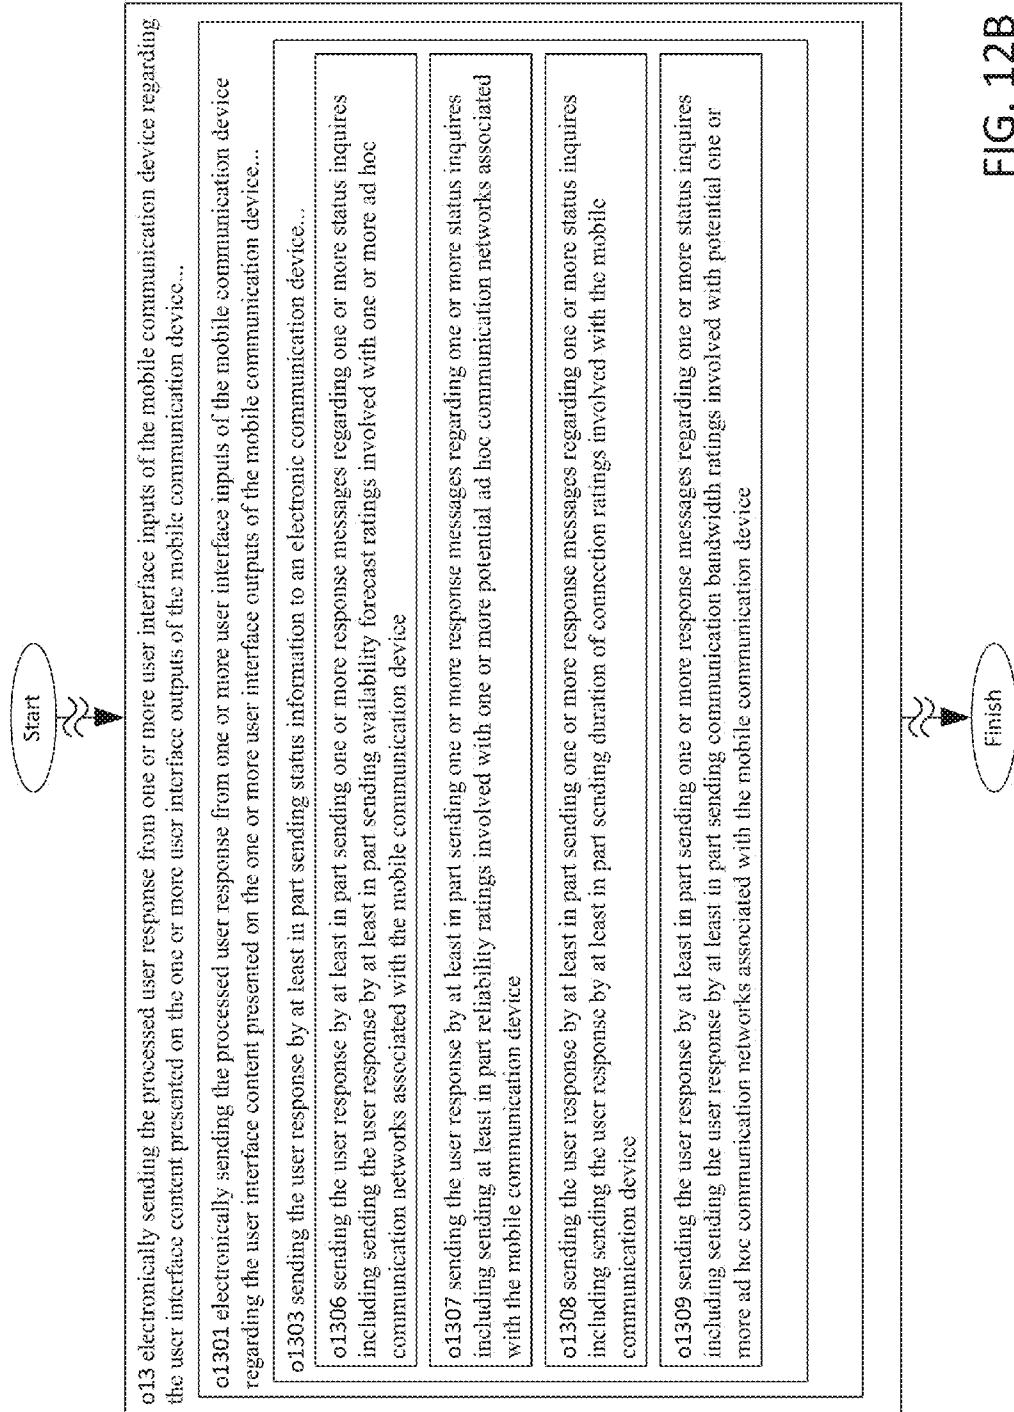 Start
o13 electronically sending the processed user response from one or more user interface inputs of the mobile communication device regarding
the user interface content presented on the one or more user interface outputs of the mobile communication device...
o1301 electronically sending the processed user response from one or more user interface inputs of the mobile communication device
regarding the user interface content presented on the one or more user interface outputs of the mobile communication device...
o1303 sending the user response by at least in part sending status information to an electronic communication device...
o1306 sending the user response by at least in part sending one or more response messages regarding one or more status inquires
including sending the user response by at least in part sending availability forecast ratings involved with one or more ad hoc
communication networks associated with the mobile communication device
o1307 sending the user response by at least in part sending one or more response messages regarding one or more status inquires
including sending at least in part reliability ratings involved with one or more potential ad hoc communication networks associated
with the mobile communication device
o1308 sending the user response by at least in part sending one or more response messages regarding one or more status inquires
including sending the user response by at least in part sending duration of connection ratings involved with the mobile
communication device
o1309 sending the user response by at least in part sending one or more response messages regarding one or more status inquires
including sending the user response by at least in part sending communication bandwidth ratings involved with potential one or
more ad hoc communication networks associated with the mobile communication device
Finish
FIG. 12B